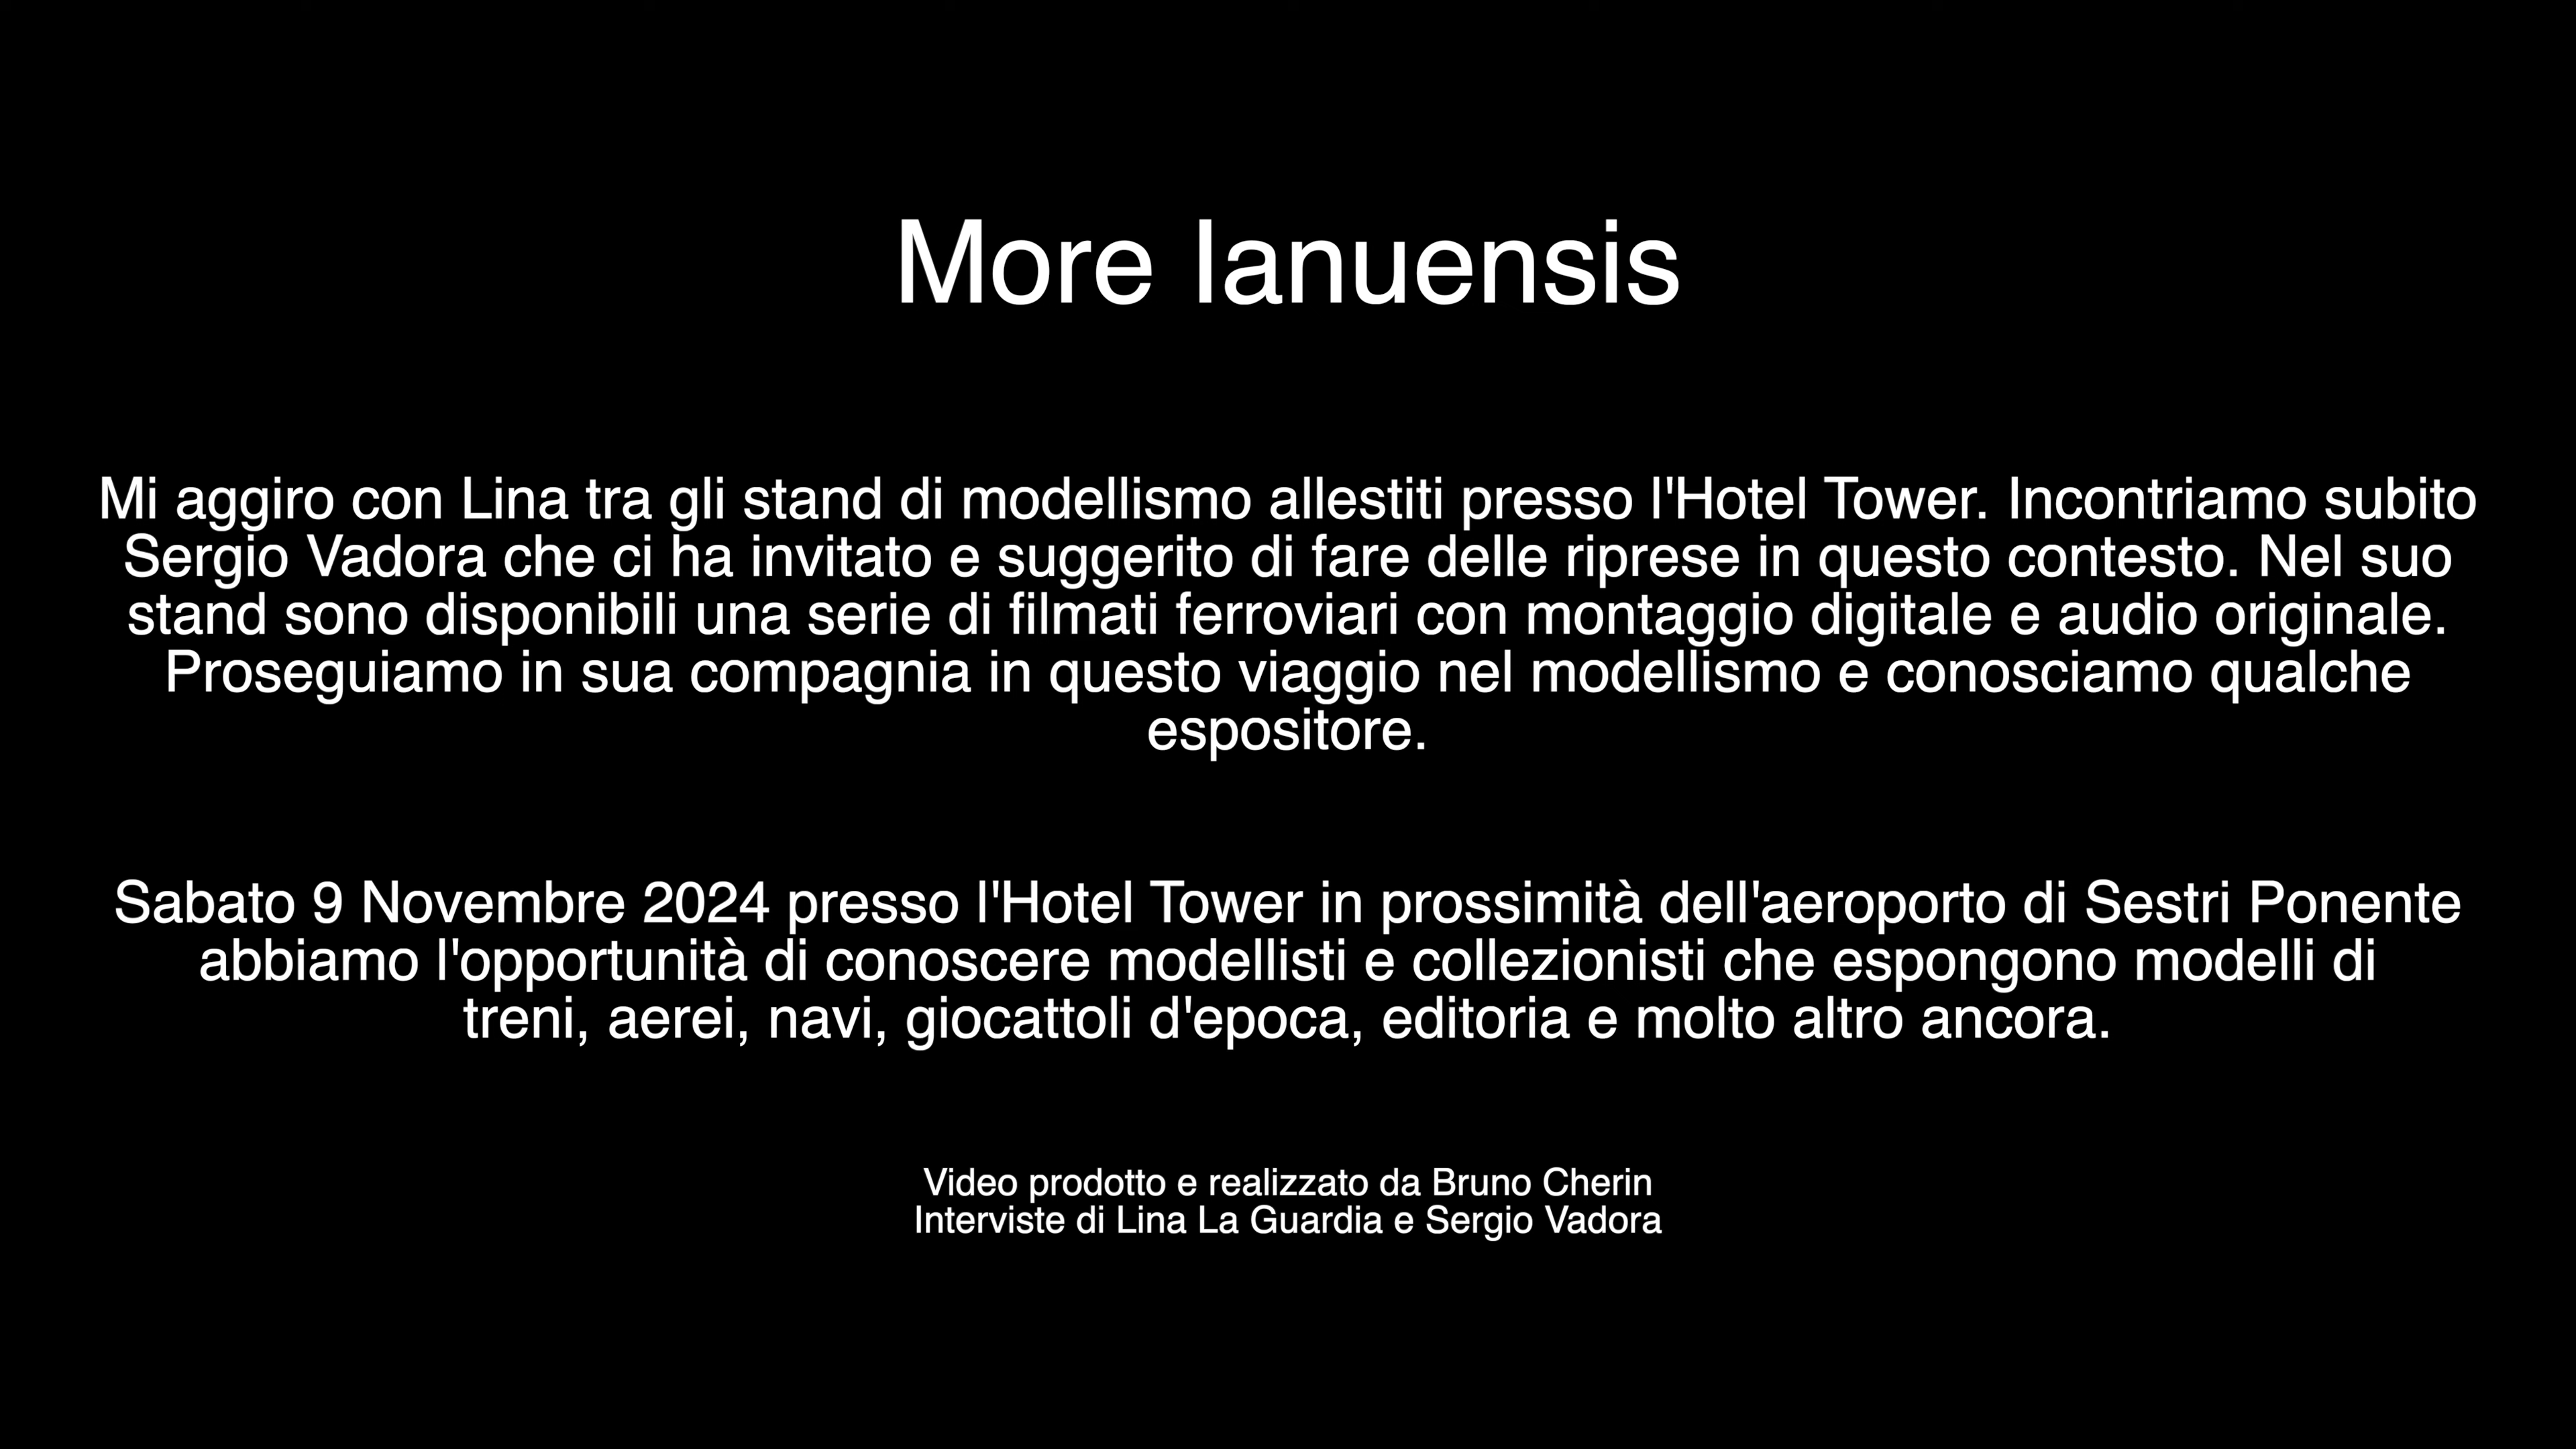 More Ianuensis
Mi aggiro con Lina tra gli stand di modellismo allestiti presso l'Hotel Tower. Incontriamo subito
Sergio Vadora che ci ha invitato e suggerito di fare delle riprese in questo contesto. Nel suo
stand sono disponibili una serie di filmati ferroviari con montaggio digitale e audio originale.
Proseguiamo in sua compagnia in questo viaggio nel modellismo e conosciamo qualche
espositore.
Sabato 9 Novembre 2024 presso l'Hotel Tower in prossimità dell'aeroporto di Sestri Ponente
abbiamo l'opportunità di conoscere modellisti e collezionisti che espongono modelli di
treni, aerei, navi, giocattoli d'epoca, editoria e molto altro ancora.
Video prodotto e realizzato da Bruno Cherin
Interviste di Lina La Guardia e Sergio Vadora